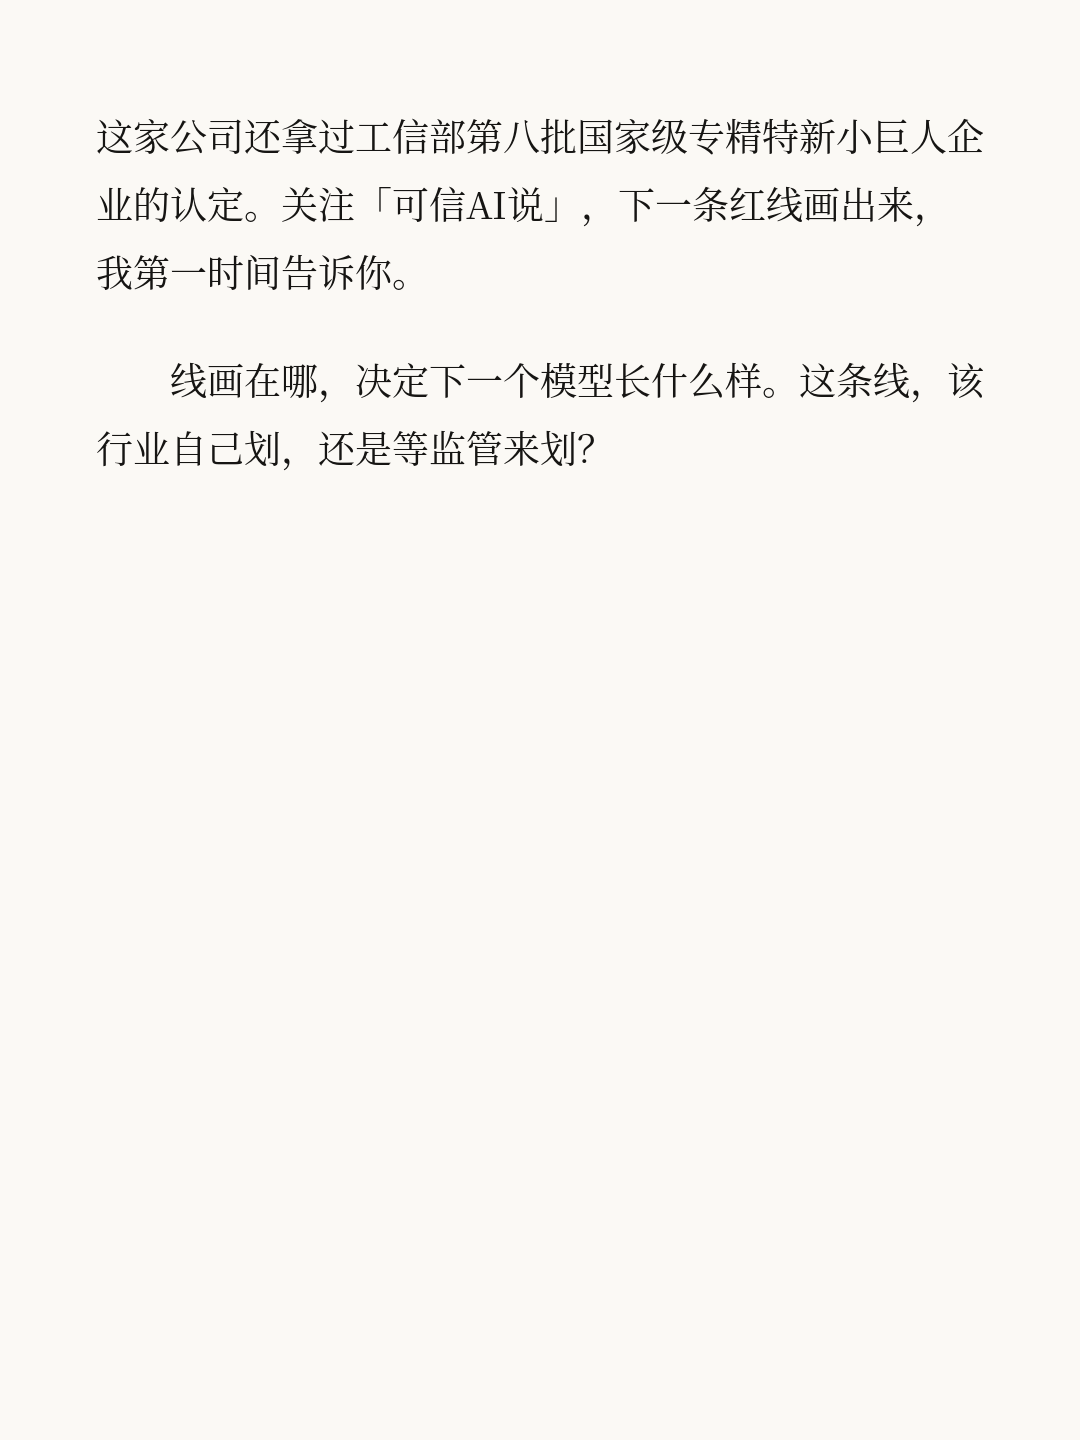 这家公司还拿过工信部第八批国家级专精特新小巨人企
业的认定。关注「可信AI说」，下一条红线画出来，
我第一时间告诉你。
线画在哪，决定下一个模型长什么样。这条线，该
行业自己划，还是等监管来划？